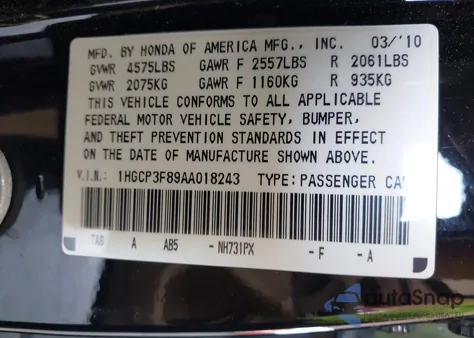 MFD. BY HONDA OF AMERICA MFG., INC. 03/'10
GVWR 4575LBS GAWR F 2557LBS R 2061LBS
GVWR 2075KG GAWR F 1160KG R 935KG
THIS VEHICLE CONFORMS TO ALL APPLICABLE
FEDERAL MOTOR VEHICLE SAFETY, BUMPER,
AND THEFT PREVENTION STANDARDS IN EFFECT
ON THE DATE OF MANUFACTURE SHOWN ABOVE.
V.I.N.: 1HGCP3F89AA018243 TYPE: PASSENGER CA
TAB A AB5 -NH731PX -F -A
autoSnap